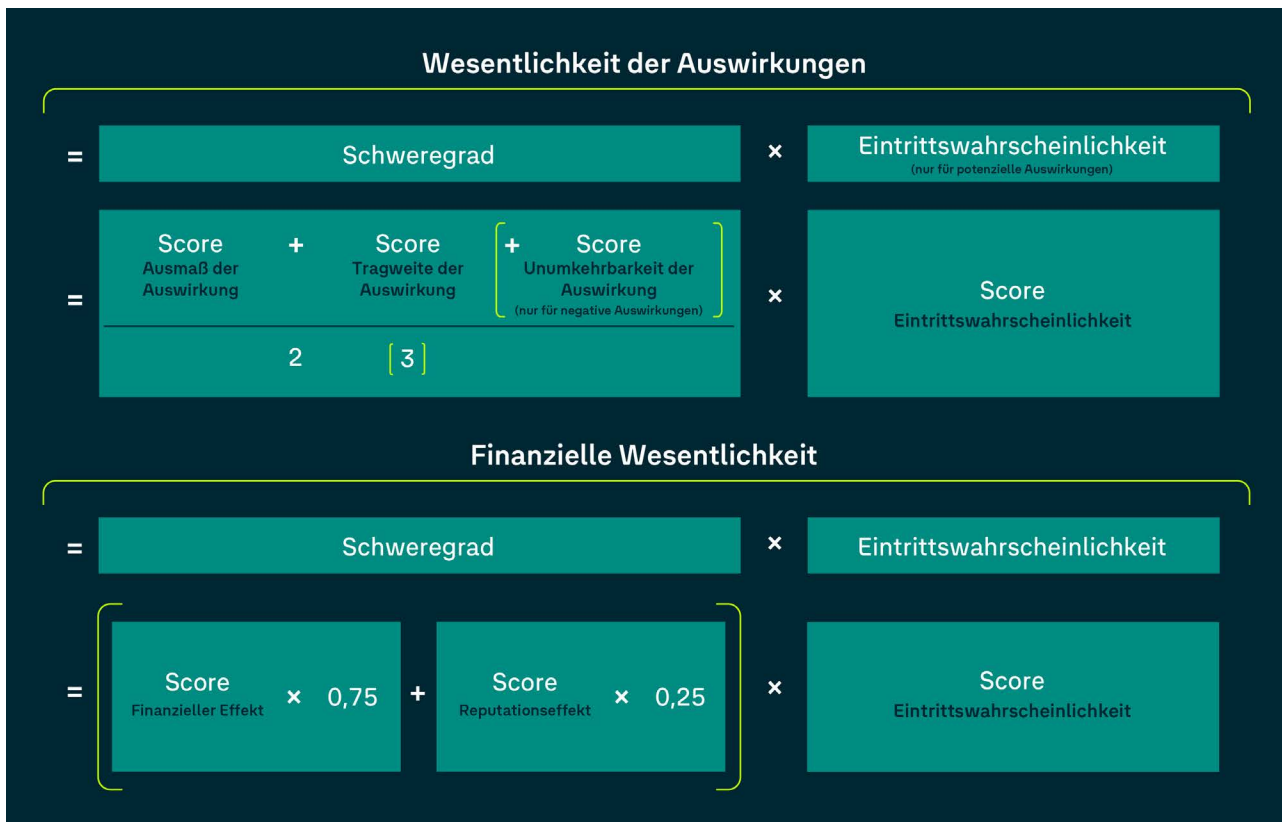 Wesentlichkeit der Auswirkungen
= Schweregrad × Eintrittswahrscheinlichkeit
(nur für potenzielle Auswirkungen)
Score + Score + Score
Ausmaß der Auswirkung
Tragweite der Auswirkung
Unumkehrbarkeit der Auswirkung
(nur für negative Auswirkungen)
2 [3]
=
×
Score
Eintrittswahrscheinlichkeit
Finanzielle Wesentlichkeit
= Schweregrad × Eintrittswahrscheinlichkeit
= Score × 0,75 + Score × 0,25 × Score
Finanzieller Effekt Reputationseffekt Eintrittswahrscheinlichkeit